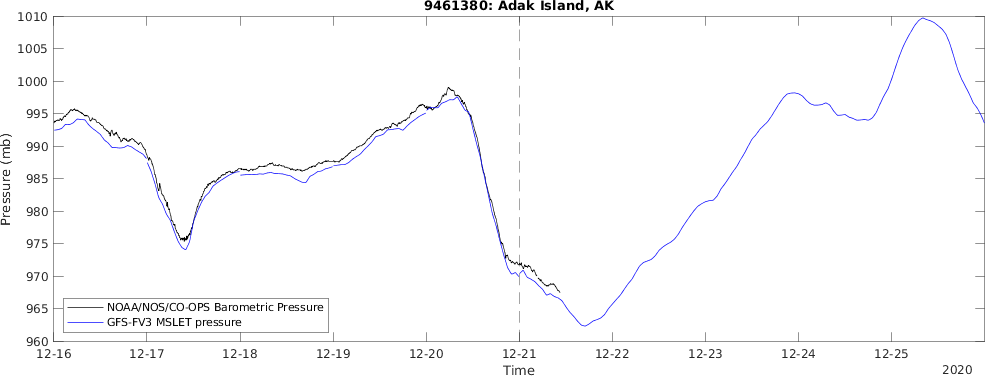 9461380: Adak Island, AK
Pressure (mb)
1010
1005
1000
995
990
985
980
975
970
965
960
NOAA/NOS/CO-OPS Barometric Pressure
GFS-FV3 MSLET pressure
12-16 12-17 12-18 12-19 12-20 12-21 12-22 12-23 12-24 12-25
Time
2020